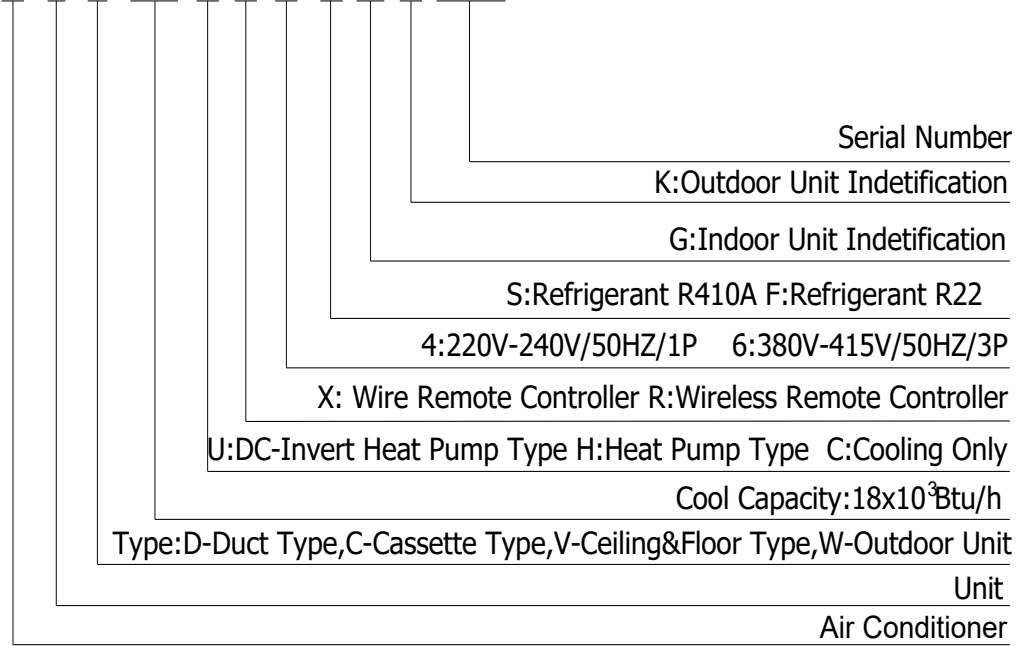 Serial Number
K:Outdoor Unit Indetification
G:Indoor Unit Indetification
S:Refrigerant R410A F:Refrigerant R22
4:220V-240V/50HZ/1P 6:380V-415V/50HZ/3P
X: Wire Remote Controller R:Wireless Remote Controller
U:DC-Invert Heat Pump Type H:Heat Pump Type C:Cooling Only
Cool Capacity:18x10³Btu/h
Type:D-Duct Type,C-Cassette Type,V-Ceiling&Floor Type,W-Outdoor Unit
Unit
Air Conditioner